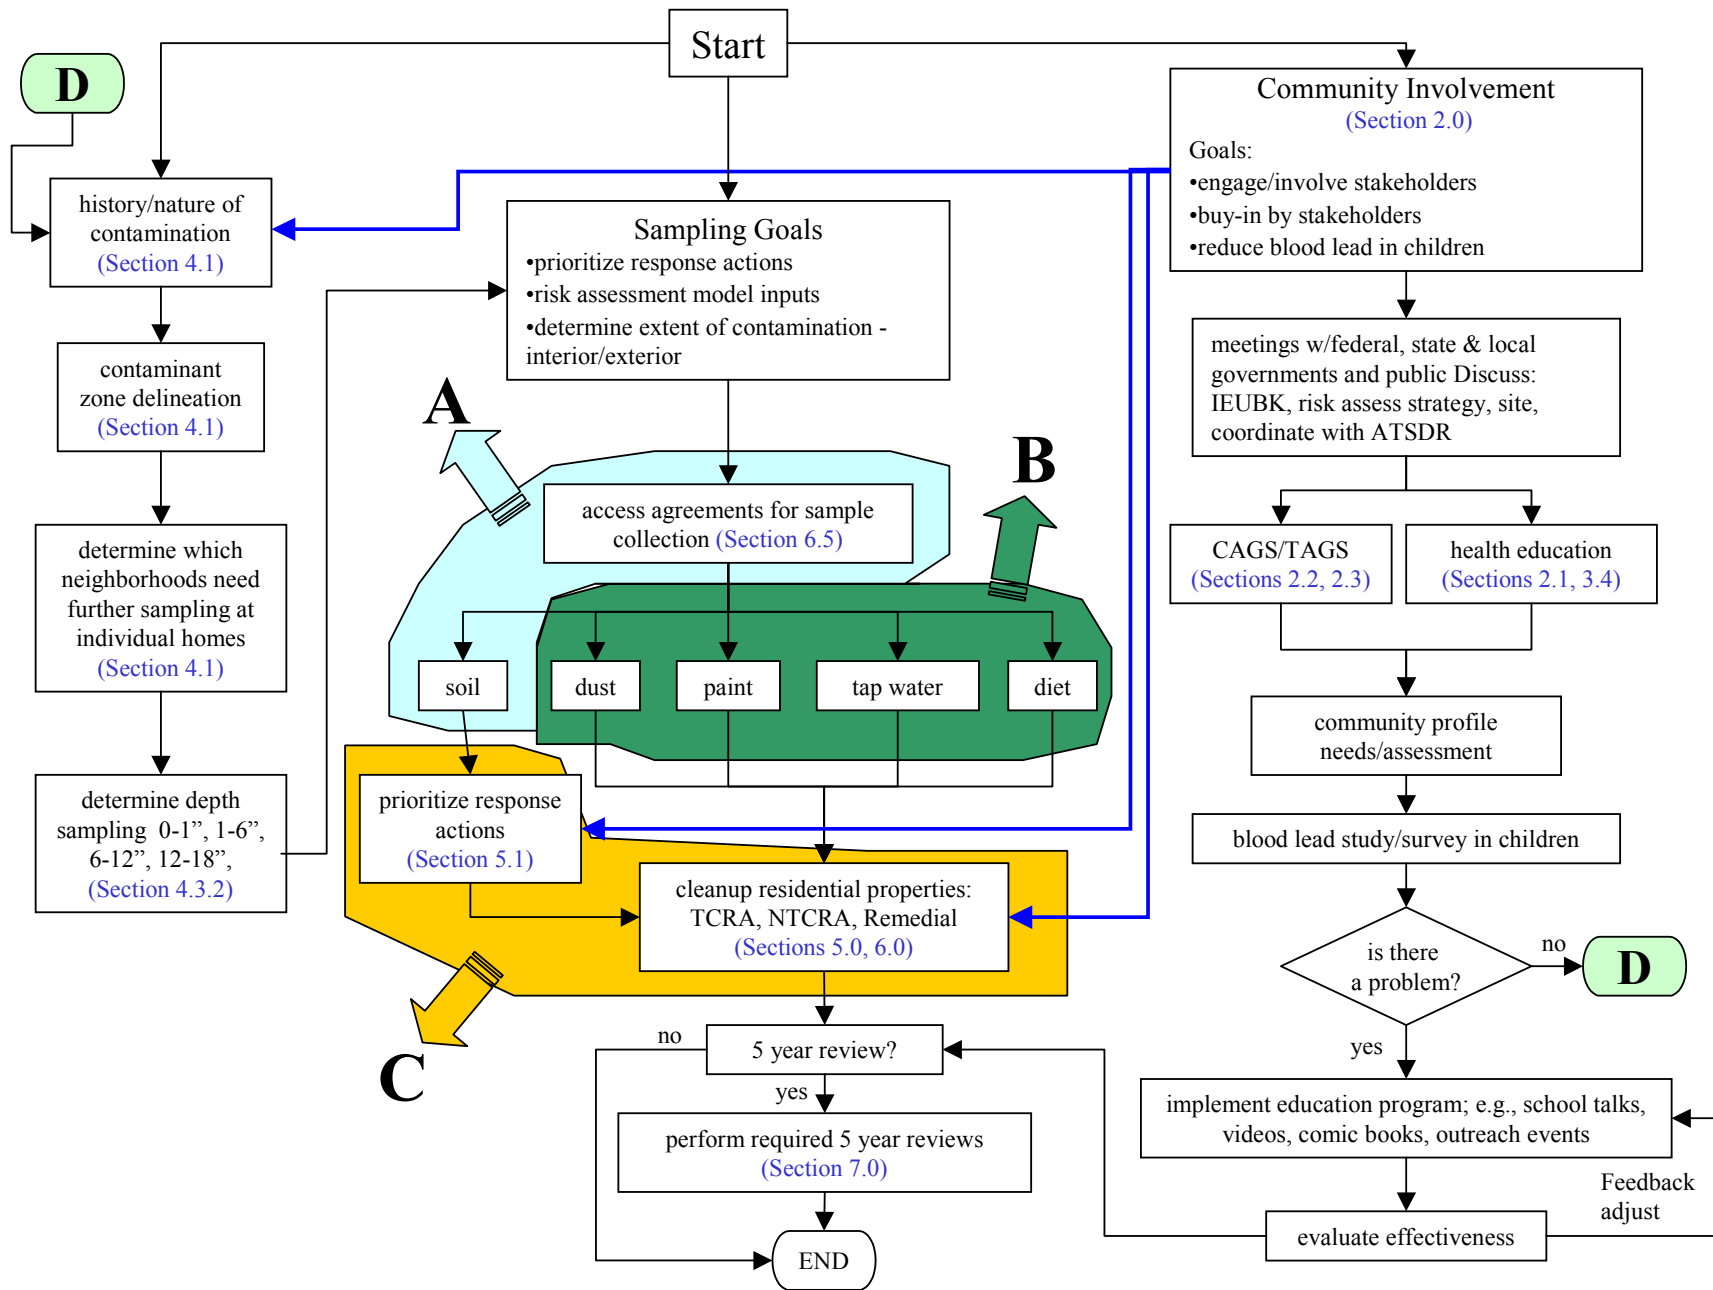 Start
D
Community Involvement
(Section 2.0)
Goals:
•engage/involve stakeholders
•buy-in by stakeholders
•reduce blood lead in children
history/nature of
contamination
(Section 4.1)
Sampling Goals
•prioritize response actions
•risk assessment model inputs
•determine extent of contamination -
interior/exterior
contaminant
zone delineation
(Section 4.1)
meetings w/federal, state & local
governments and public Discuss:
IEUBK, risk assess strategy, site,
coordinate with ATSDR
A
B
access agreements for sample
collection (Section 6.5)
determine which
neighborhoods need
further sampling at
individual homes
(Section 4.1)
CAGS/TAGS
(Sections 2.2, 2.3)
health education
(Sections 2.1, 3.4)
soil
dust
paint
tap water
diet
community profile
needs/assessment
determine depth
sampling  0-1”, 1-6”,
6-12”, 12-18”,
(Section 4.3.2)
prioritize response
actions
(Section 5.1)
blood lead study/survey in children
cleanup residential properties:
TCRA, NTCRA, Remedial
(Sections 5.0, 6.0)
is there
a problem?
no
D
yes
C
no
5 year review?
yes
perform required 5 year reviews
(Section 7.0)
implement education program; e.g., school talks,
videos, comic books, outreach events
Feedback
adjust
evaluate effectiveness
END